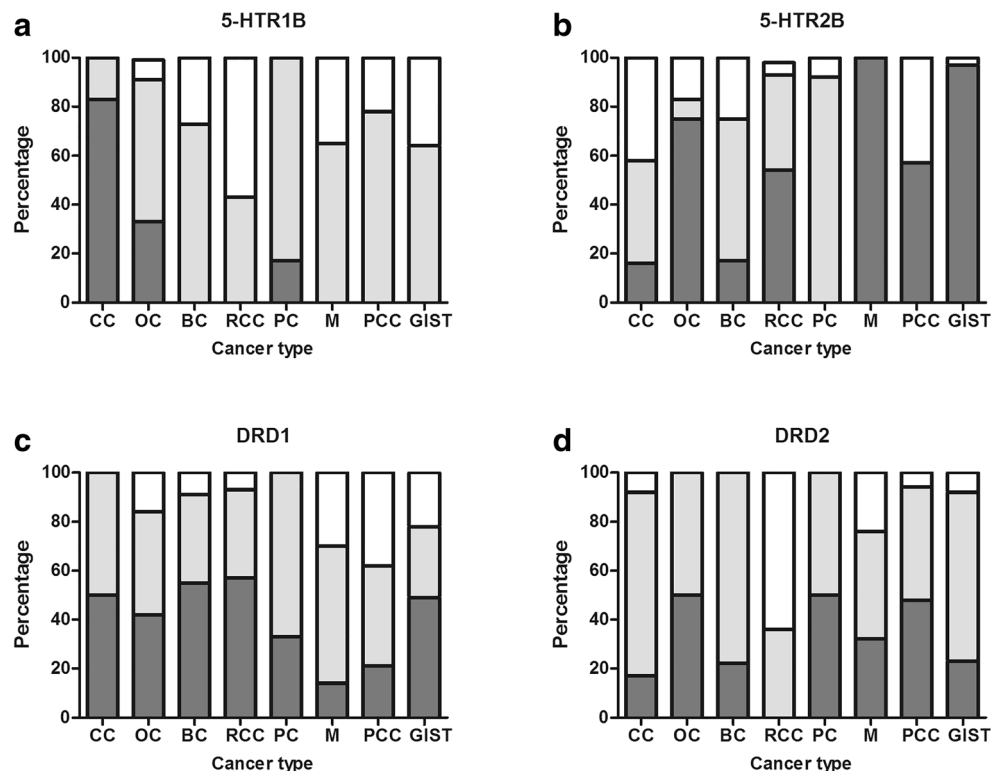 a
5-HTR1B
Percentage
100
80
60
40
20
0
CC OC BC RCC PC M PCC GIST
Cancer type
b
5-HTR2B
Percentage
100
80
60
40
20
0
CC OC BC RCC PC M PCC GIST
Cancer type
c
DRD1
Percentage
100
80
60
40
20
0
CC OC BC RCC PC M PCC GIST
Cancer type
d
DRD2
Percentage
100
80
60
40
20
0
CC OC BC RCC PC M PCC GIST
Cancer type